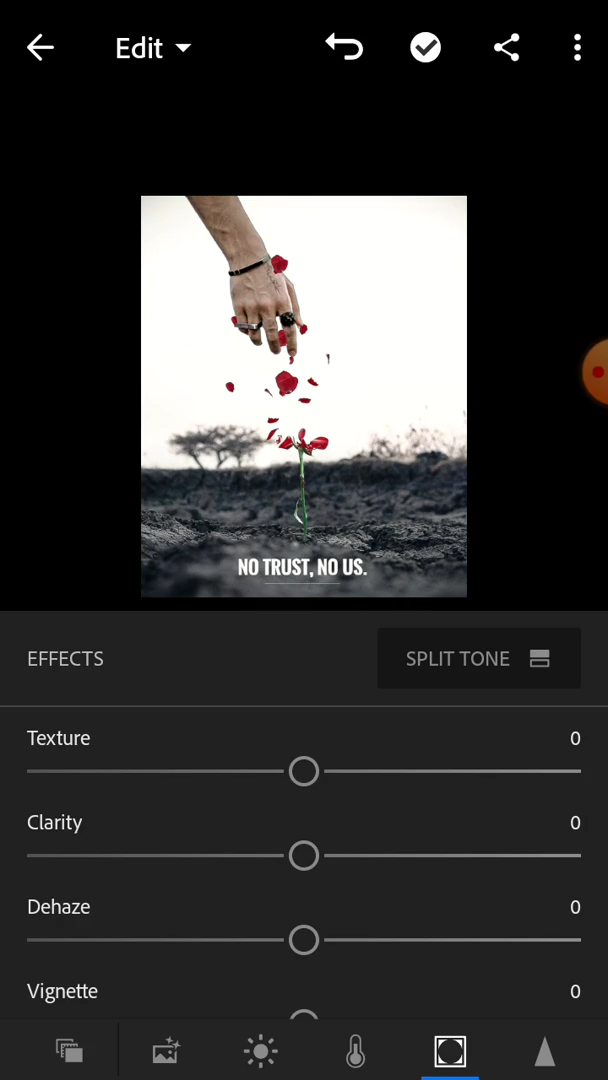 Edit
NO TRUST, NO US.
EFFECTS
SPLIT TONE
Texture 0
Clarity 0
Dehaze 0
Vignette 0